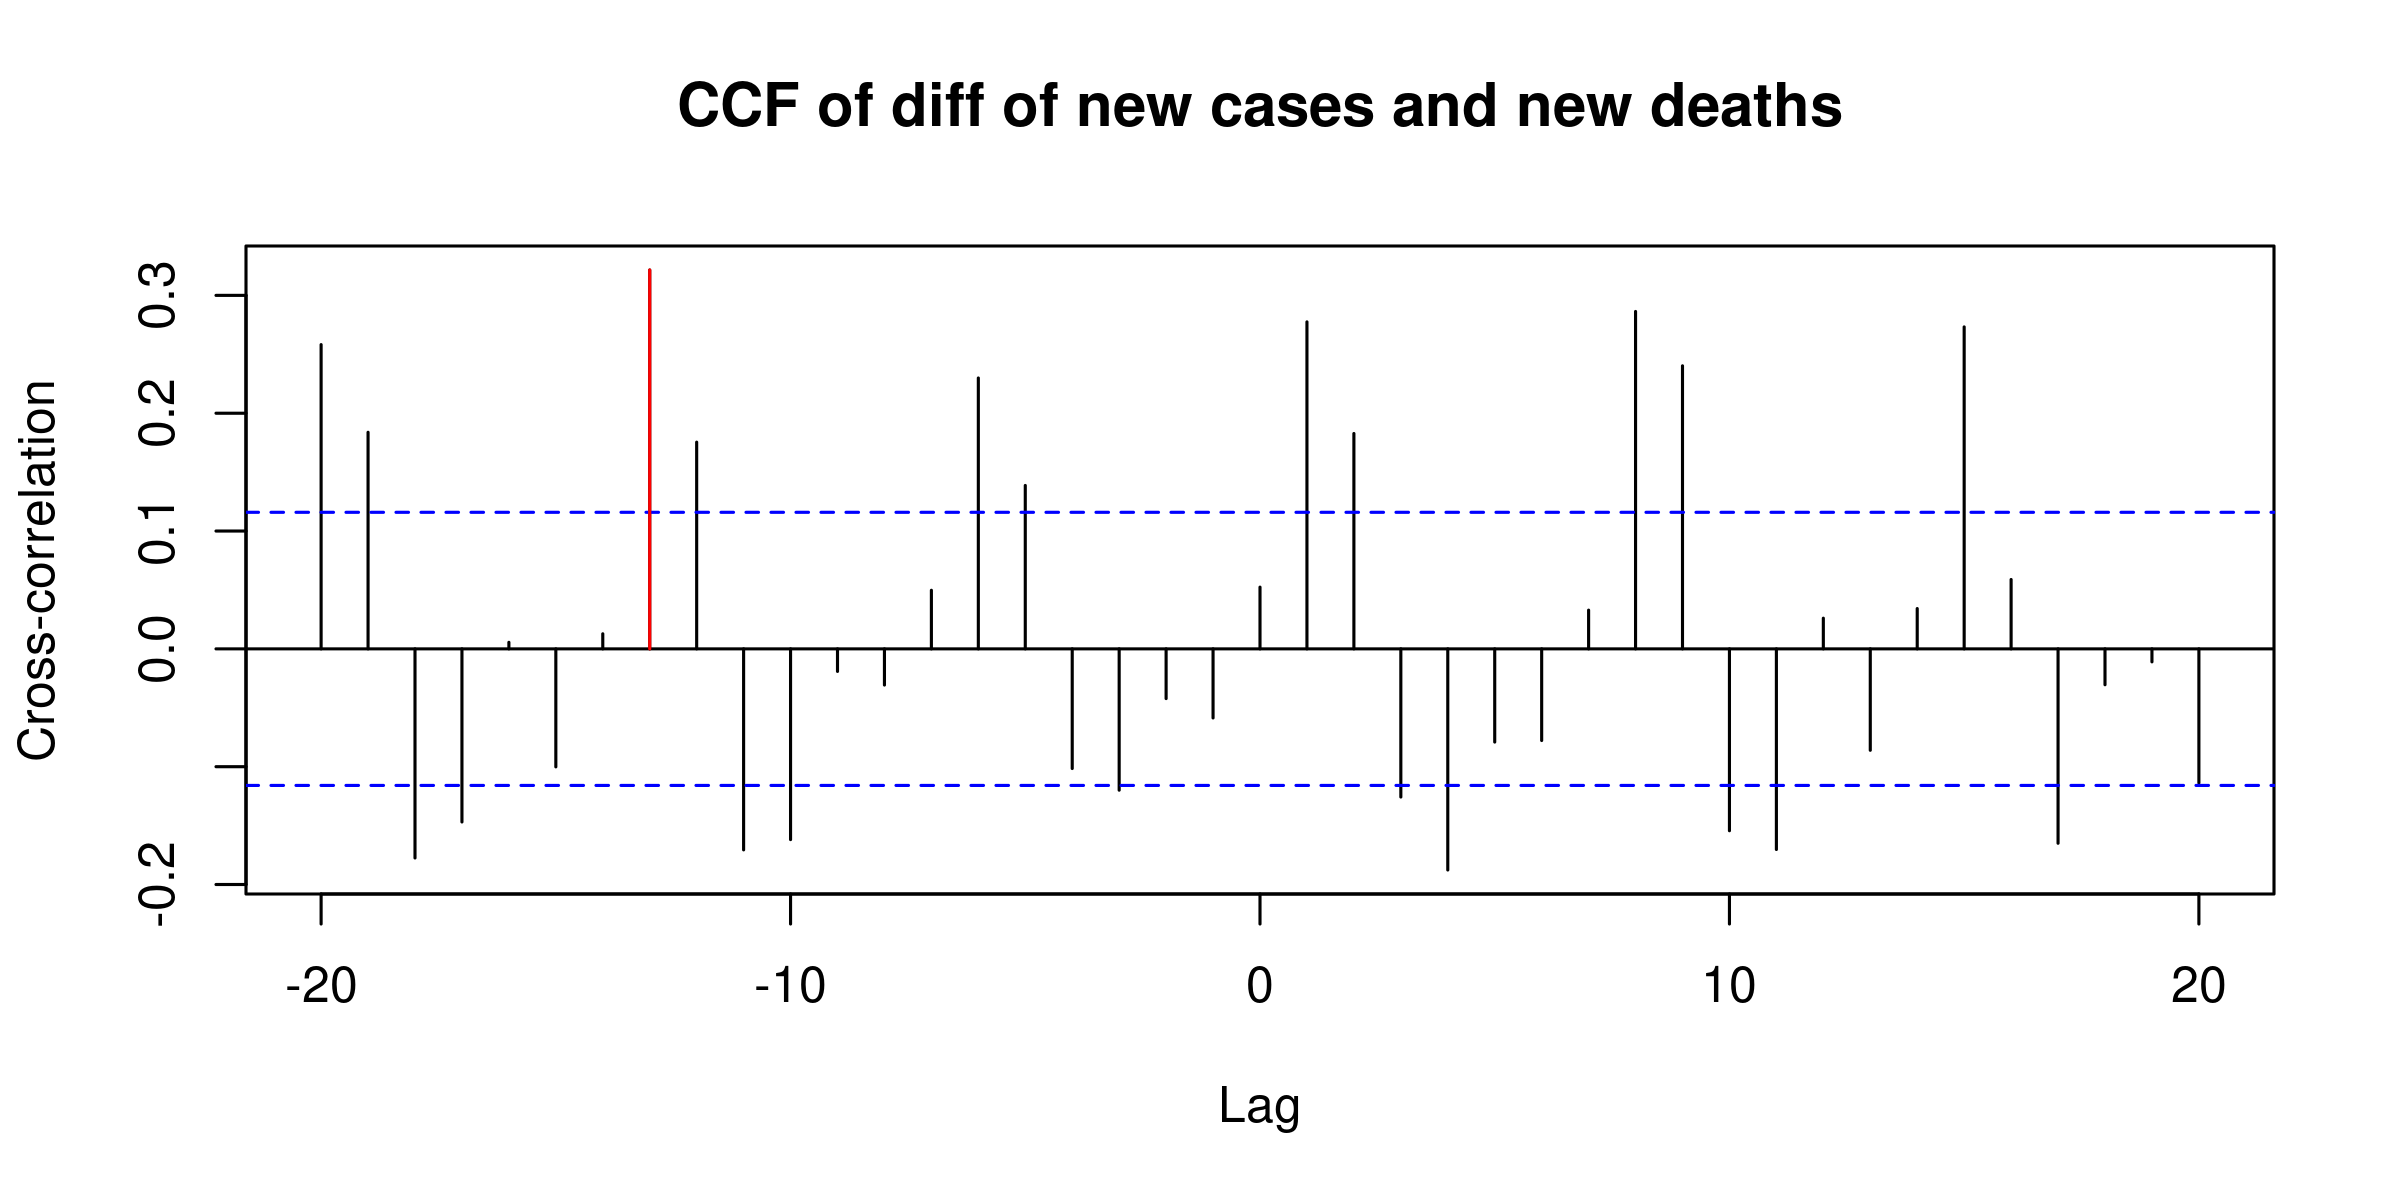 CCF of diff of new cases and new deaths
Cross-correlation
0.3
0.2
0.1
0.0
-0.2
-20 -10 0 10 20
Lag